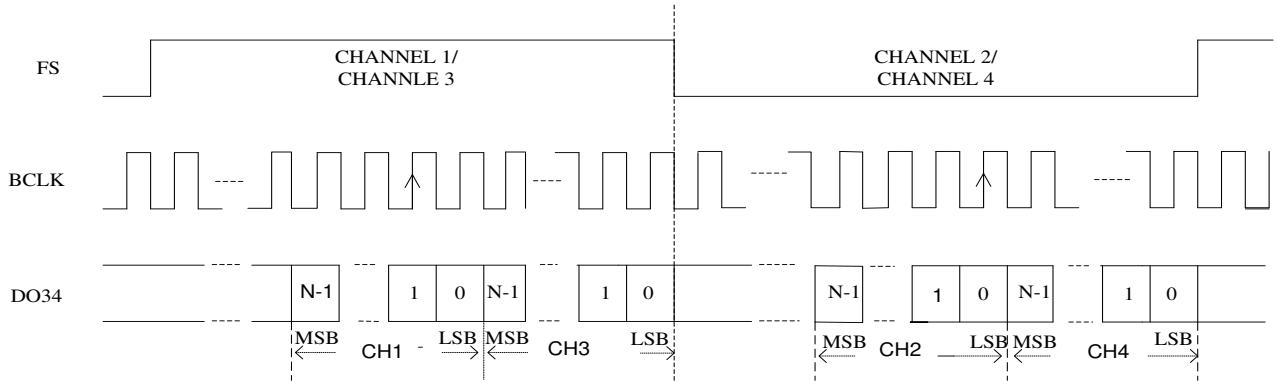 FS
CHANNEL 1/
CHANNLE 3
CHANNEL 2/
CHANNEL 4
BCLK
DO34
N-1 1 0 N-1 1 0 N-1 1 0 N-1 1 0
MSB LSB MSB LSB MSB LSB MSB LSB
CH1 - CH3 CH2 CH4